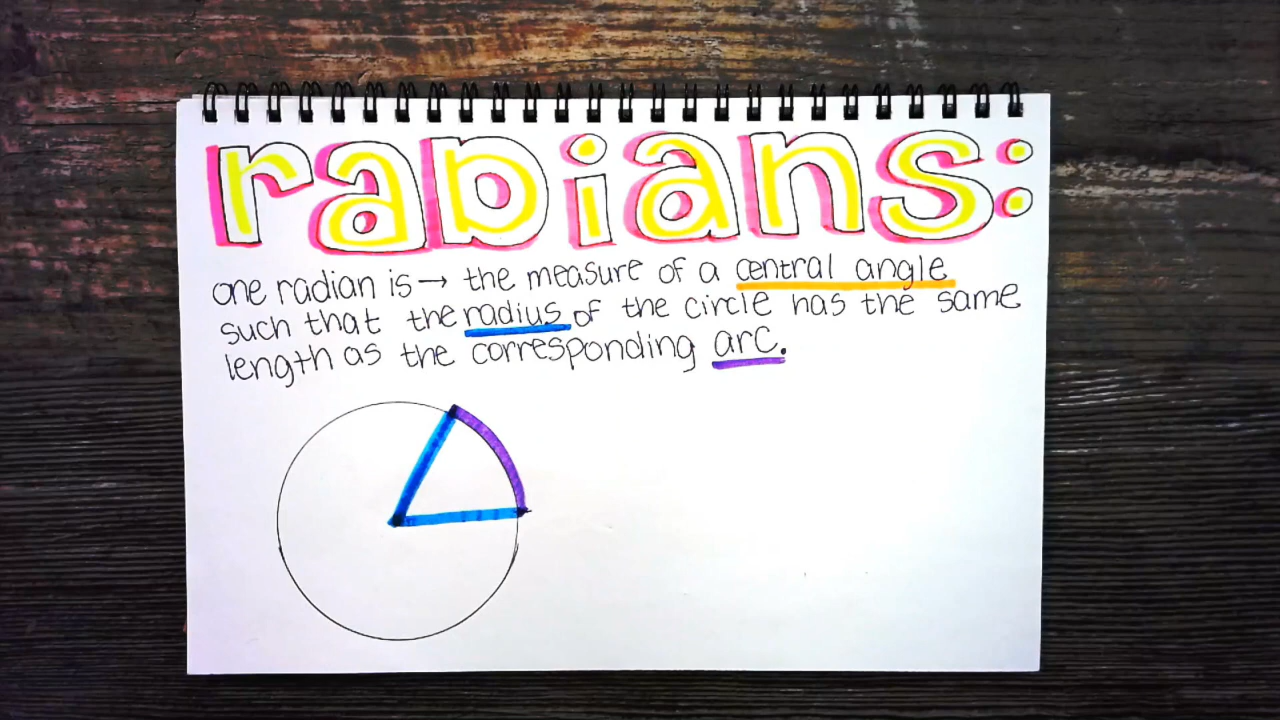 radians:
one radian is → the measure of a central angle
such that the radius of the circle has the same
length as the corresponding arc.